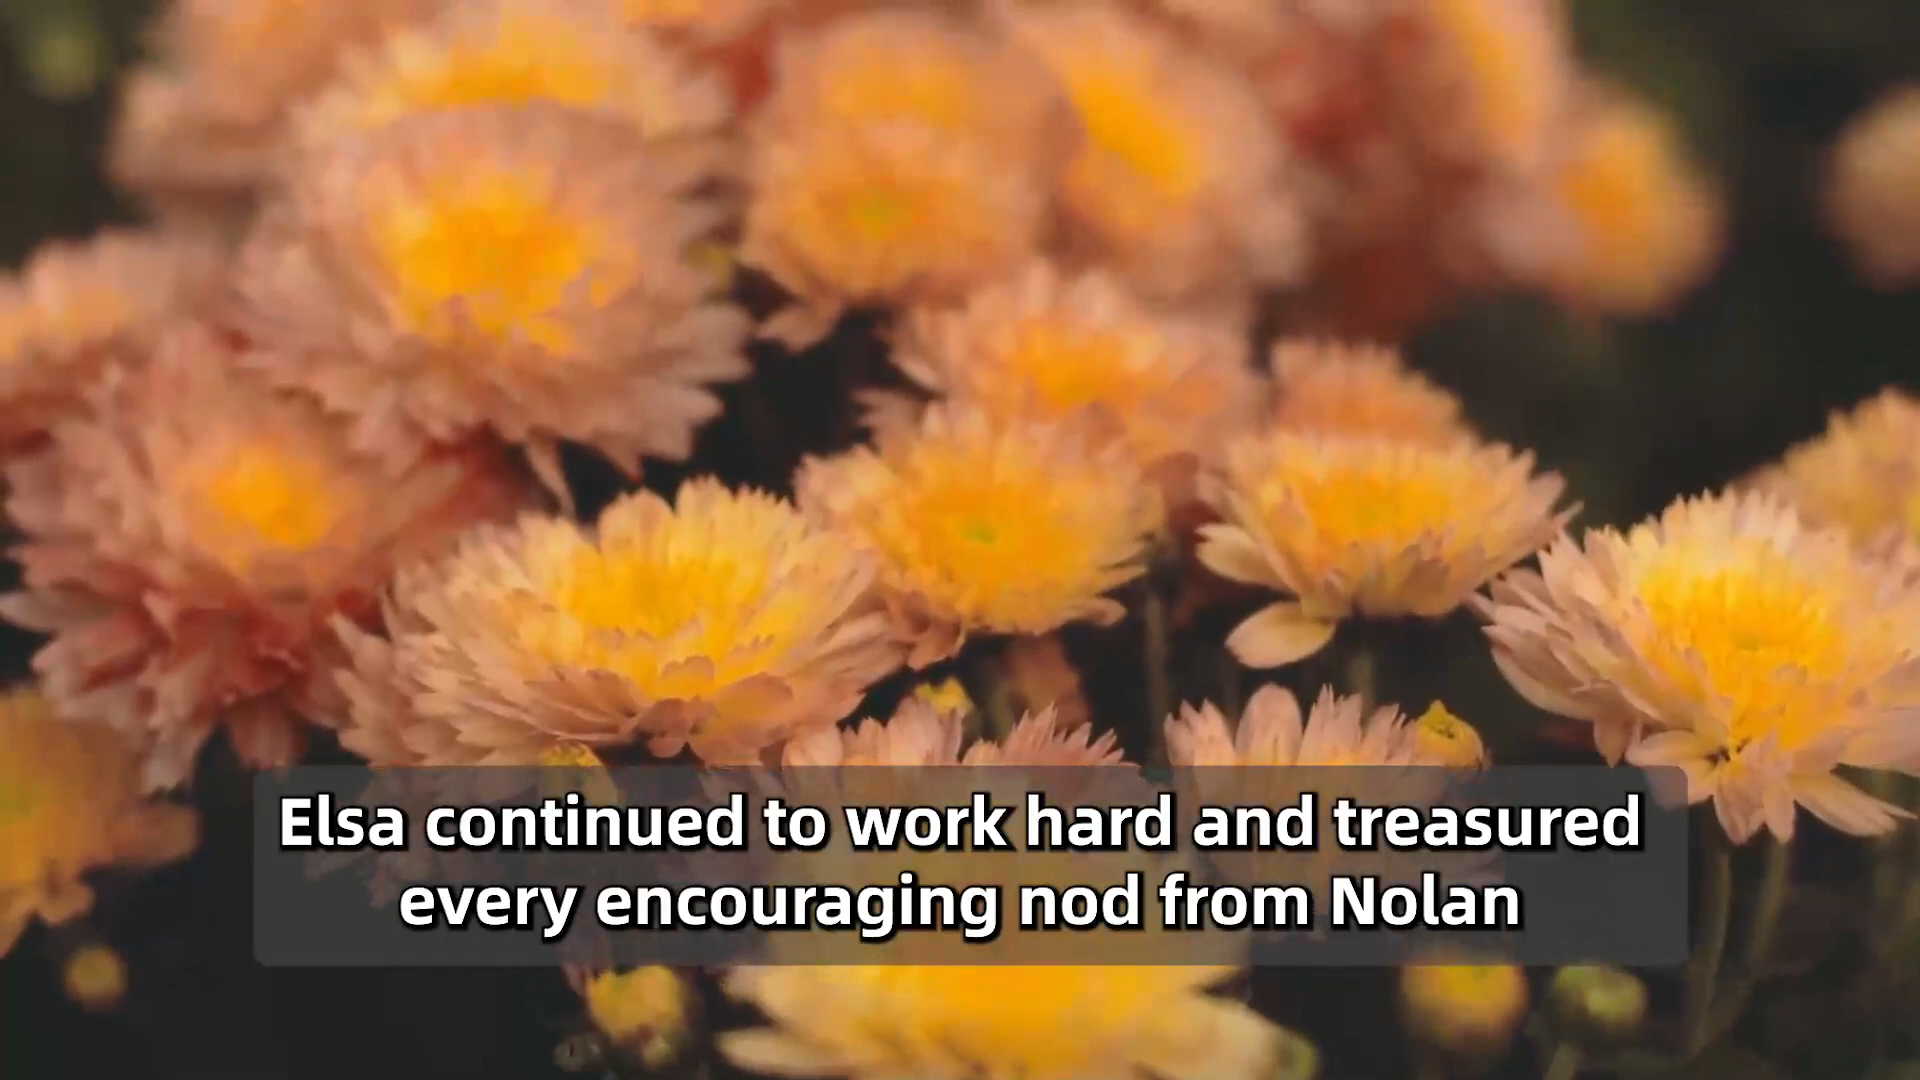 Elsa continued to work hard and treasured
every encouraging nod from Nolan